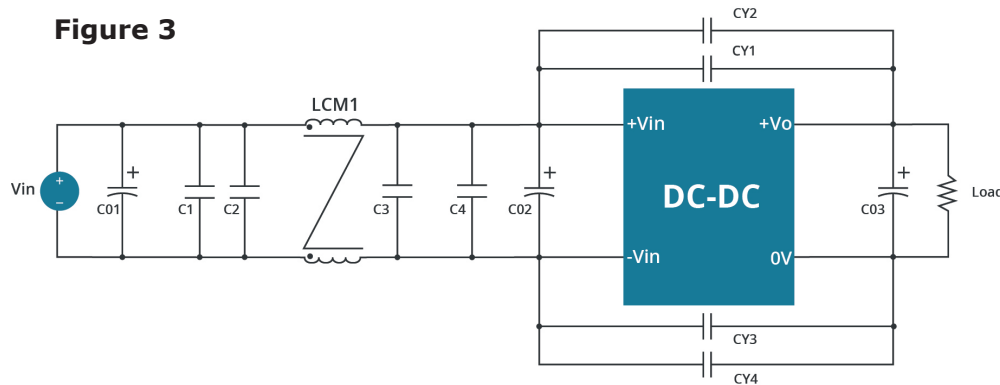 Figure 3
CY2
CY1
LCM1
+Vin
+Vo
Vin
+
−
+
C01
C1
C2
C3
C4
+
C02
DC-DC
+
C03
Load
-Vin
0V
CY3
CY4